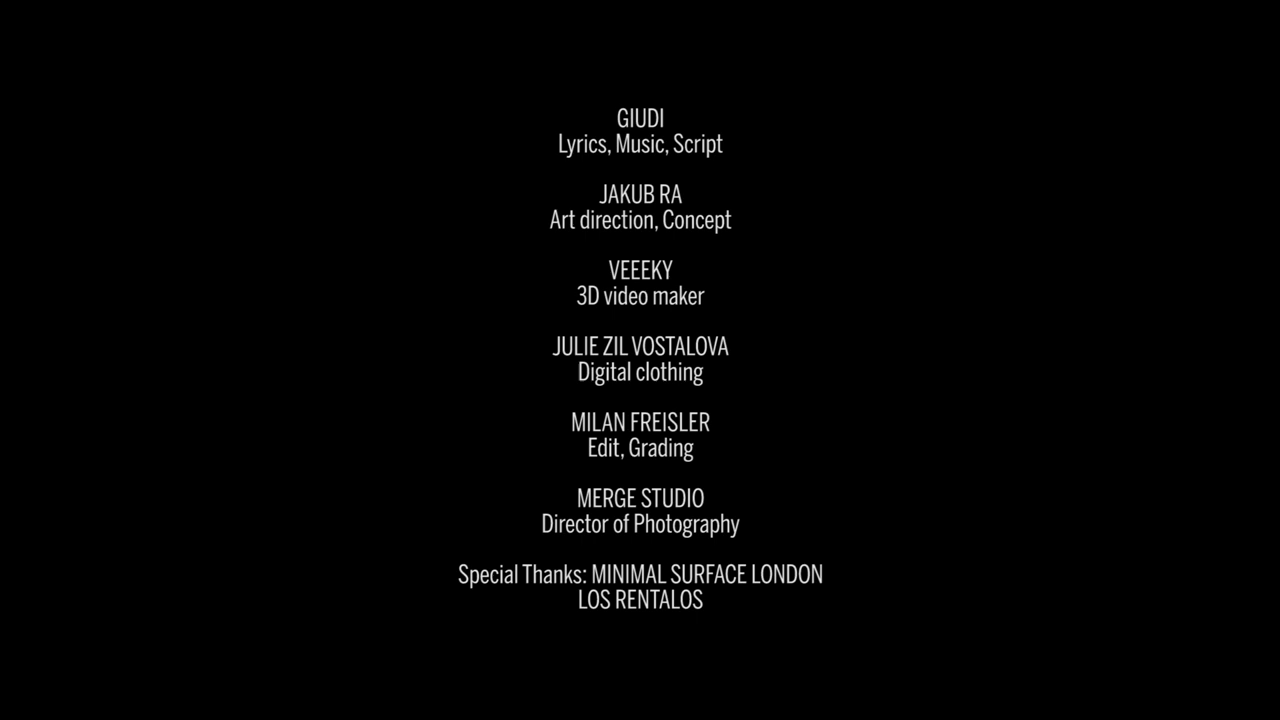 GIUDI
Lyrics, Music, Script
JAKUB RA
Art direction, Concept
VEEEKY
3D video maker
JULIE ZIL VOSTALOVA
Digital clothing
MILAN FREISLER
Edit, Grading
MERGE STUDIO
Director of Photography
Special Thanks: MINIMAL SURFACE LONDON
LOS RENTALOS